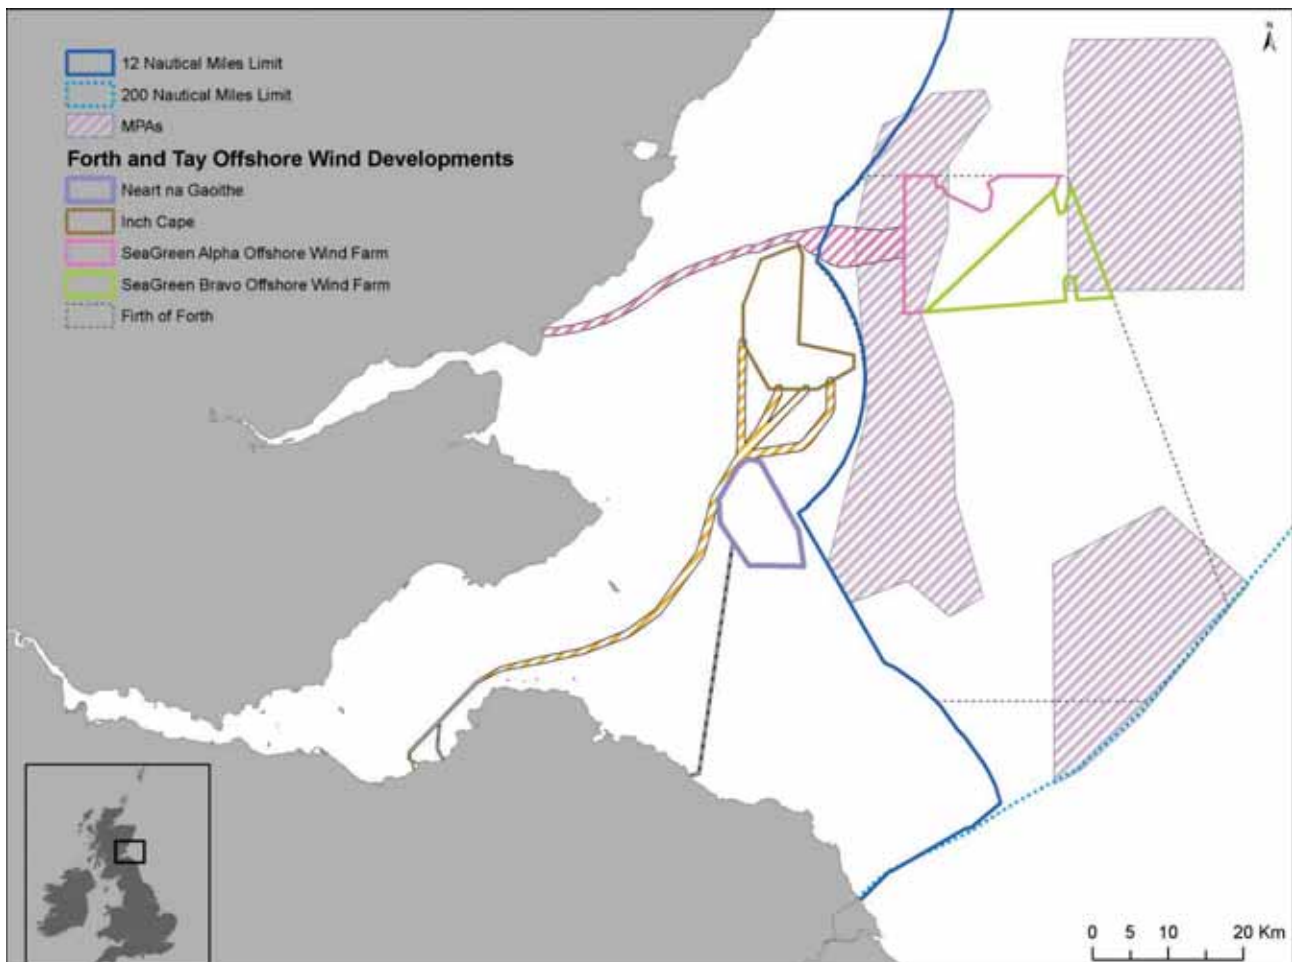 N
12 Nautical Miles Limit
200 Nautical Miles Limit
MPAs
Forth and Tay Offshore Wind Developments
Neart na Gaoithe
Inch Cape
SeaGreen Alpha Offshore Wind Farm
SeaGreen Bravo Offshore Wind Farm
Firth of Forth
0 5 10 20 Km